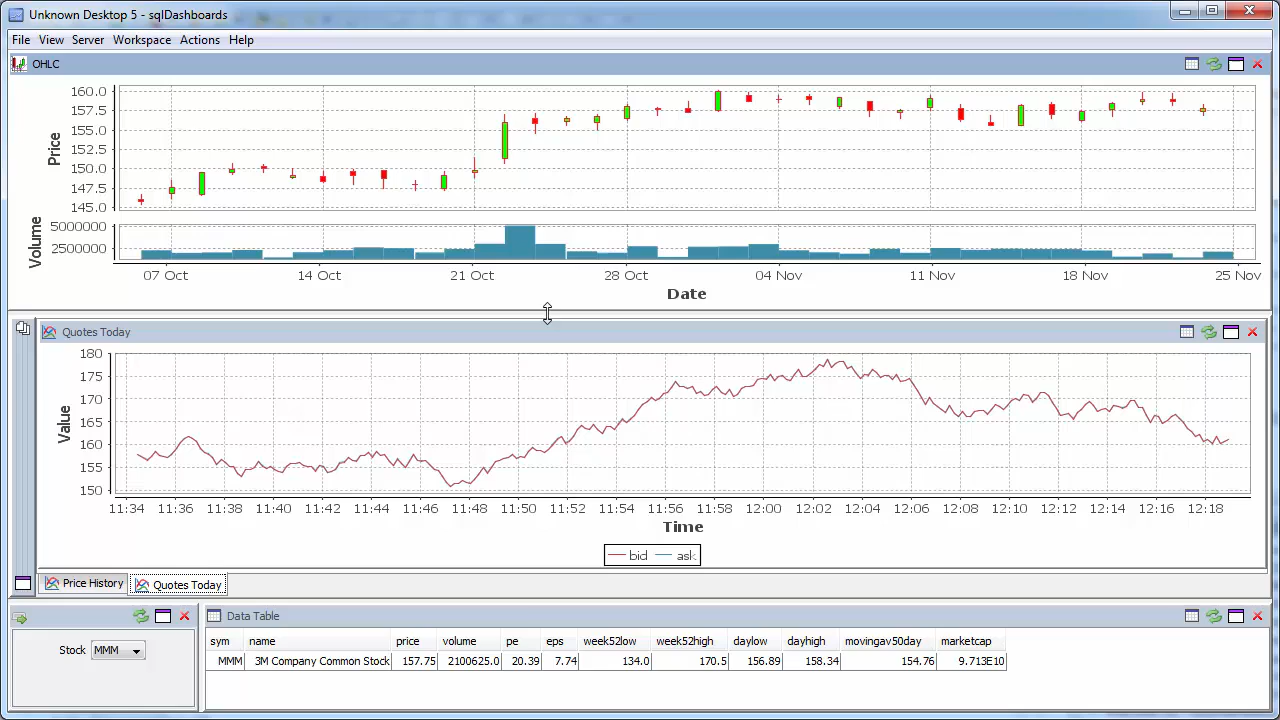 Unknown Desktop 5 - sqlDashboards
File View Server Workspace Actions Help
OHLC
160.0
157.5
155.0
150.0
147.5
145.0
Price
5000000
2500000
Volume
07 Oct 14 Oct 21 Oct 28 Oct 04 Nov 11 Nov 18 Nov 25 Nov
Date
Quotes Today
180
175
170
165
160
155
150
Value
11:34 11:36 11:38 11:40 11:42 11:44 11:46 11:48 11:50 11:52 11:54 11:56 11:58 12:00 12:02 12:04 12:06 12:08 12:10 12:12 12:14 12:16 12:18
Time
bid ask
Price History Quotes Today
Stock MMM
Data Table
sym name price volume pe eps week52low week52high daylow dayhigh movingav50day marketcap
MMM 3M Company Common Stock 157.75 2100625.0 20.39 7.74 134.0 170.5 156.89 158.34 154.76 9.713E10